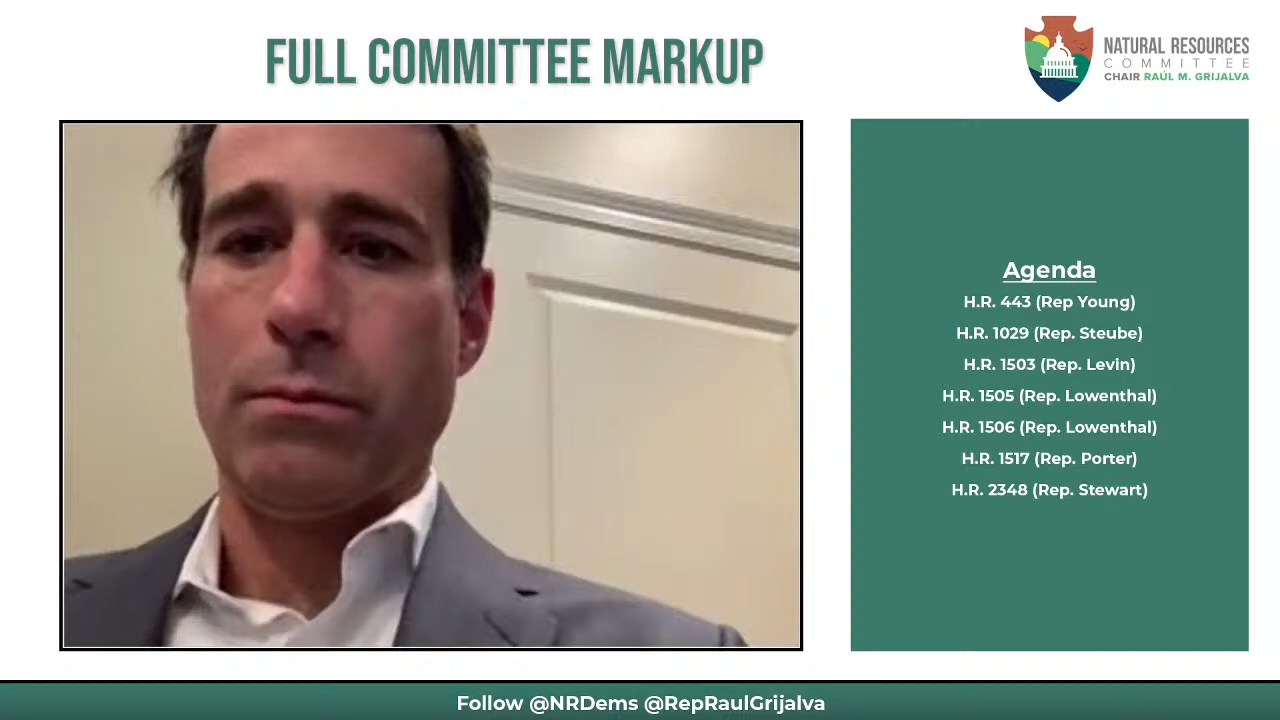 FULL COMMITTEE MARKUP
NATURAL RESOURCES
COMMITTEE
CHAIR RAÚL M. GRIJALVA
Agenda
H.R. 443 (Rep Young)
H.R. 1029 (Rep. Steube)
H.R. 1503 (Rep. Levin)
H.R. 1505 (Rep. Lowenthal)
H.R. 1506 (Rep. Lowenthal)
H.R. 1517 (Rep. Porter)
H.R. 2348 (Rep. Stewart)
Follow @NRDems @RepRaulGrijalva